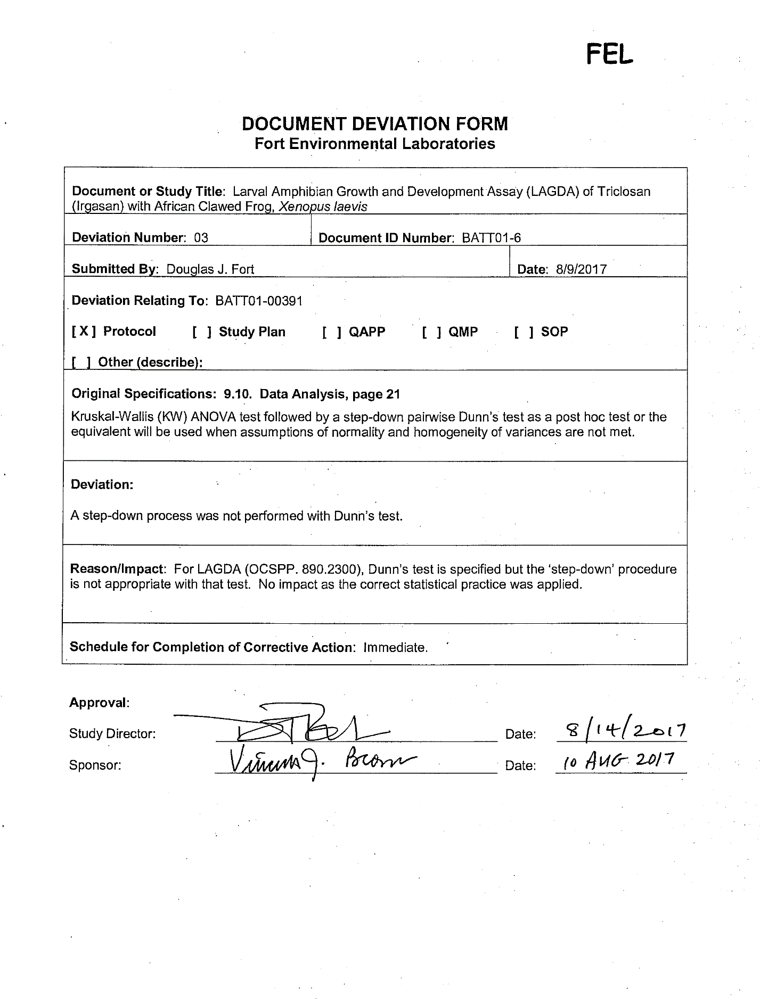 FEL
DOCUMENT DEVIATION FORM
Fort Environmental Laboratories
Document or Study Title: Larval Amphibian Growth and Development Assay (LAGDA) of Triclosan
(Irgasan) with African Clawed Frog, Xenopus laevis
Deviation Number: 03 Document ID Number: BATT01-6
Submitted By: Douglas J. Fort Date: 8/9/2017
Deviation Relating To: BATT01-00391
[ X ] Protocol [ ] Study Plan [ ] QAPP [ ] QMP [ ] SOP
[ ] Other (describe):
Original Specifications: 9.10. Data Analysis, page 21
Kruskal-Wallis (KW) ANOVA test followed by a step-down pairwise Dunn's test as a post hoc test or the
equivalent will be used when assumptions of normality and homogeneity of variances are not met.
Deviation:
A step-down process was not performed with Dunn's test.
Reason/Impact: For LAGDA (OCSPP. 890.2300), Dunn's test is specified but the 'step-down' procedure
is not appropriate with that test. No impact as the correct statistical practice was applied.
Schedule for Completion of Corrective Action: Immediate.
Approval:
Study Director: Date: 8/14/2017
Sponsor: J. Brown Date: 10 AUG 2017